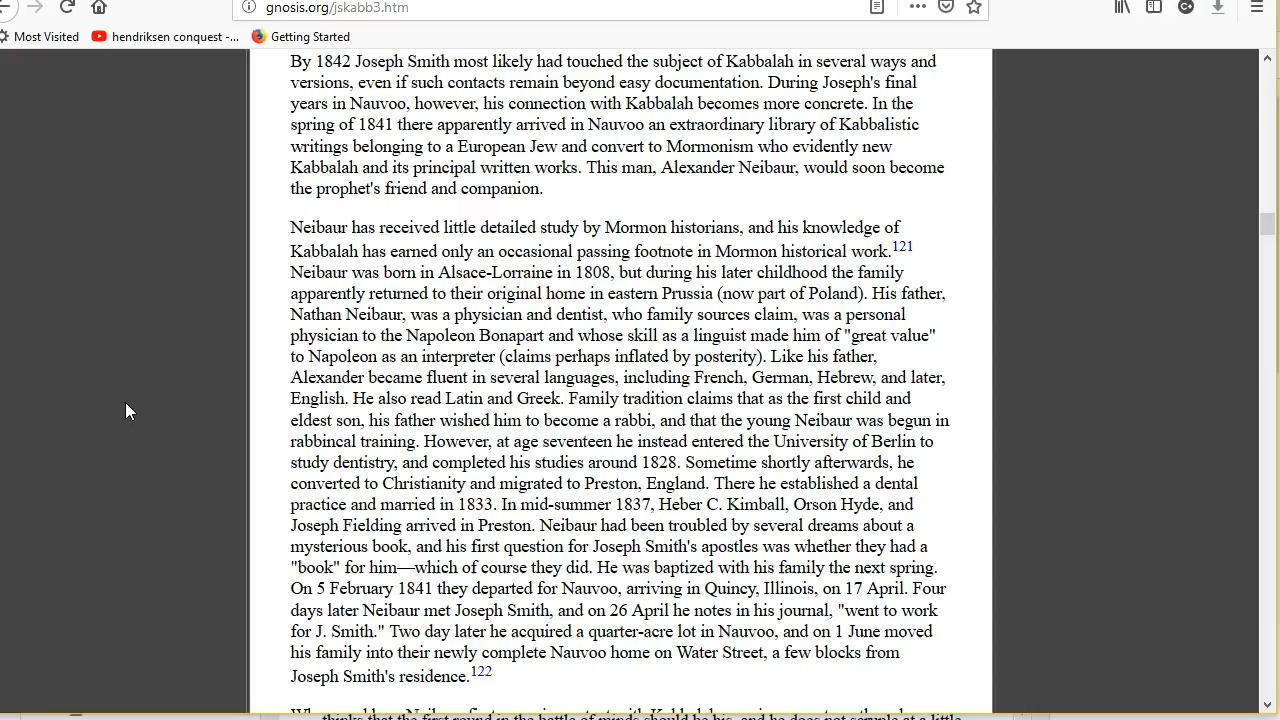 gnosis.org/jskabb3.htm
Most Visited
hendriksen conquest -...
Getting Started
By 1842 Joseph Smith most likely had touched the subject of Kabbalah in several ways and
versions, even if such contacts remain beyond easy documentation. During Joseph's final
years in Nauvoo, however, his connection with Kabbalah becomes more concrete. In the
spring of 1841 there apparently arrived in Nauvoo an extraordinary library of Kabbalistic
writings belonging to a European Jew and convert to Mormonism who evidently new
Kabbalah and its principal written works. This man, Alexander Neibaur, would soon become
the prophet's friend and companion.
Neibaur has received little detailed study by Mormon historians, and his knowledge of
Kabbalah has earned only an occasional passing footnote in Mormon historical work.121
Neibaur was born in Alsace-Lorraine in 1808, but during his later childhood the family
apparently returned to their original home in eastern Prussia (now part of Poland). His father,
Nathan Neibaur, was a physician and dentist, who family sources claim, was a personal
physician to the Napoleon Bonapart and whose skill as a linguist made him of "great value"
to Napoleon as an interpreter (claims perhaps inflated by posterity). Like his father,
Alexander became fluent in several languages, including French, German, Hebrew, and later,
English. He also read Latin and Greek. Family tradition claims that as the first child and
eldest son, his father wished him to become a rabbi, and that the young Neibaur was begun in
rabbincal training. However, at age seventeen he instead entered the University of Berlin to
study dentistry, and completed his studies around 1828. Sometime shortly afterwards, he
converted to Christianity and migrated to Preston, England. There he established a dental
practice and married in 1833. In mid-summer 1837, Heber C. Kimball, Orson Hyde, and
Joseph Fielding arrived in Preston. Neibaur had been troubled by several dreams about a
mysterious book, and his first question for Joseph Smith's apostles was whether they had a
"book" for him—which of course they did. He was baptized with his family the next spring.
On 5 February 1841 they departed for Nauvoo, arriving in Quincy, Illinois, on 17 April. Four
days later Neibaur met Joseph Smith, and on 26 April he notes in his journal, "went to work
for J. Smith." Two day later he acquired a quarter-acre lot in Nauvoo, and on 1 June moved
his family into their newly complete Nauvoo home on Water Street, a few blocks from
Joseph Smith's residence.122
thinks that the first round in the battle of minds should be his, and he does not scruple at a little